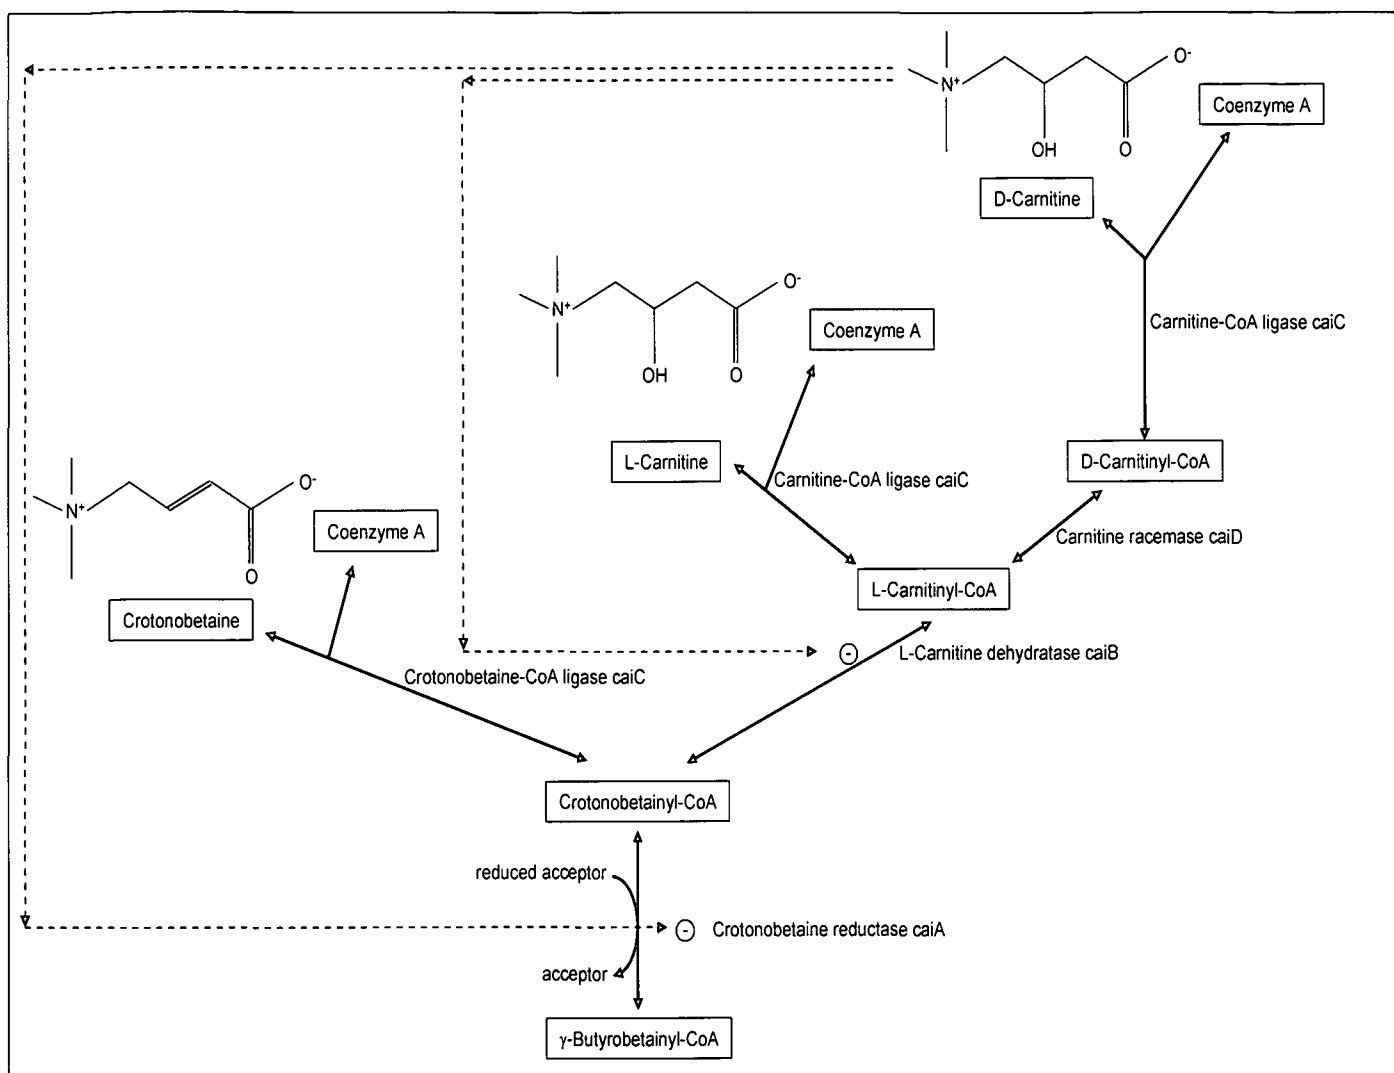 O-
N+
OH
O
Coenzyme A
D-Carnitine
O-
N+
OH
O
Coenzyme A
Carnitine-CoA ligase caiC
L-Carnitine
D-Carnitinyl-CoA
Carnitine-CoA ligase caiC
O-
N+
O
Coenzyme A
Carnitine racemase caiD
L-Carnitinyl-CoA
Crotonobetaine
-
L-Carnitine dehydratase caiB
Crotonobetaine-CoA ligase caiC
Crotonobetainyl-CoA
reduced acceptor
-
Crotonobetaine reductase caiA
acceptor
γ-Butyrobetainyl-CoA